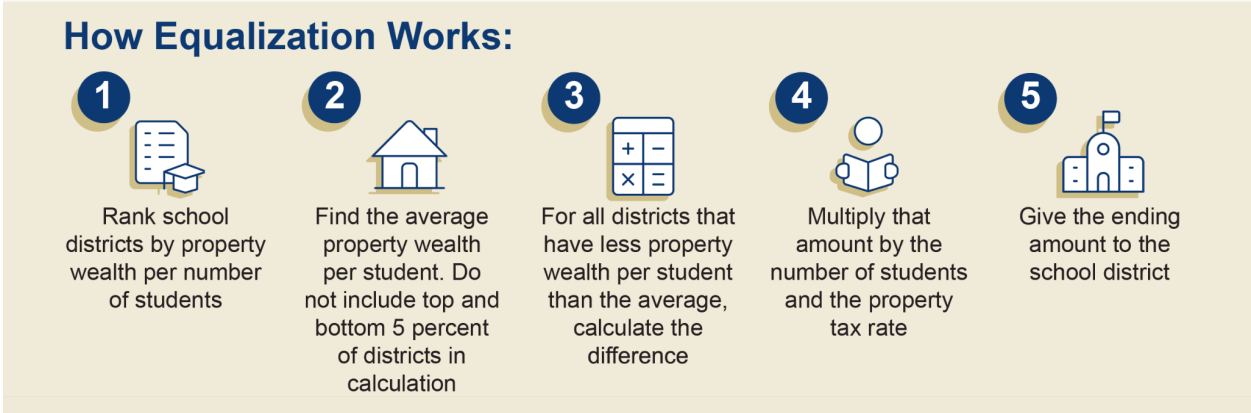 How Equalization Works:
1
Rank school
districts by property
wealth per number
of students
2
Find the average
property wealth
per student. Do
not include top and
bottom 5 percent
of districts in
calculation
3
+ −
× =
For all districts that
have less property
wealth per student
than the average,
calculate the
difference
4
Multiply that
amount by the
number of students
and the property
tax rate
5
Give the ending
amount to the
school district